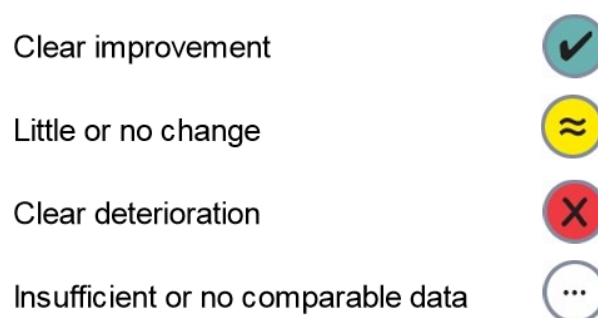 Clear improvement
Little or no change
Clear deterioration
Insufficient or no comparable data